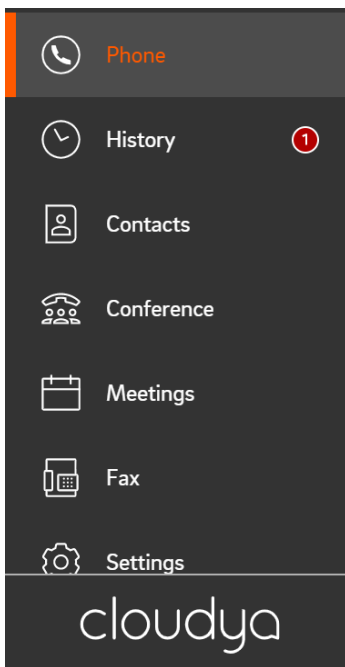 Phone
History 1
Contacts
Conference
Meetings
Fax
Settings
cloudya